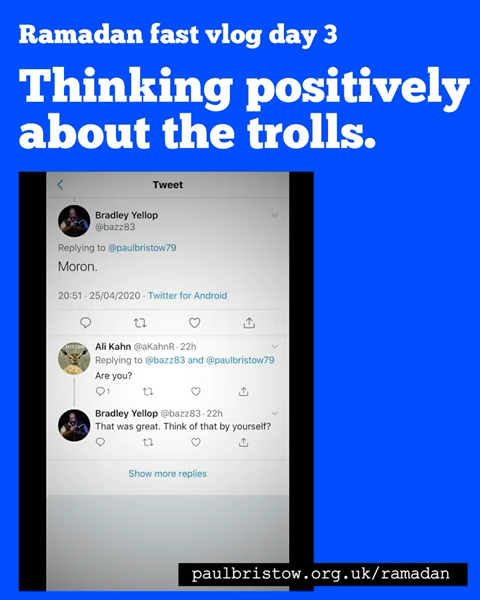 Ramadan fast vlog day 3
Thinking positively
about the trolls.
Tweet
Bradley Yellop
@bazz83
Replying to @paulbristow79
Moron.
20:51 · 25/04/2020 · Twitter for Android
Ali Kahn @aKahnR · 22h
Replying to @bazz83 and @paulbristow79
Are you?
1
Bradley Yellop @bazz83 · 22h
That was great. Think of that by yourself?
Show more replies
paulbristow.org.uk/ramadan